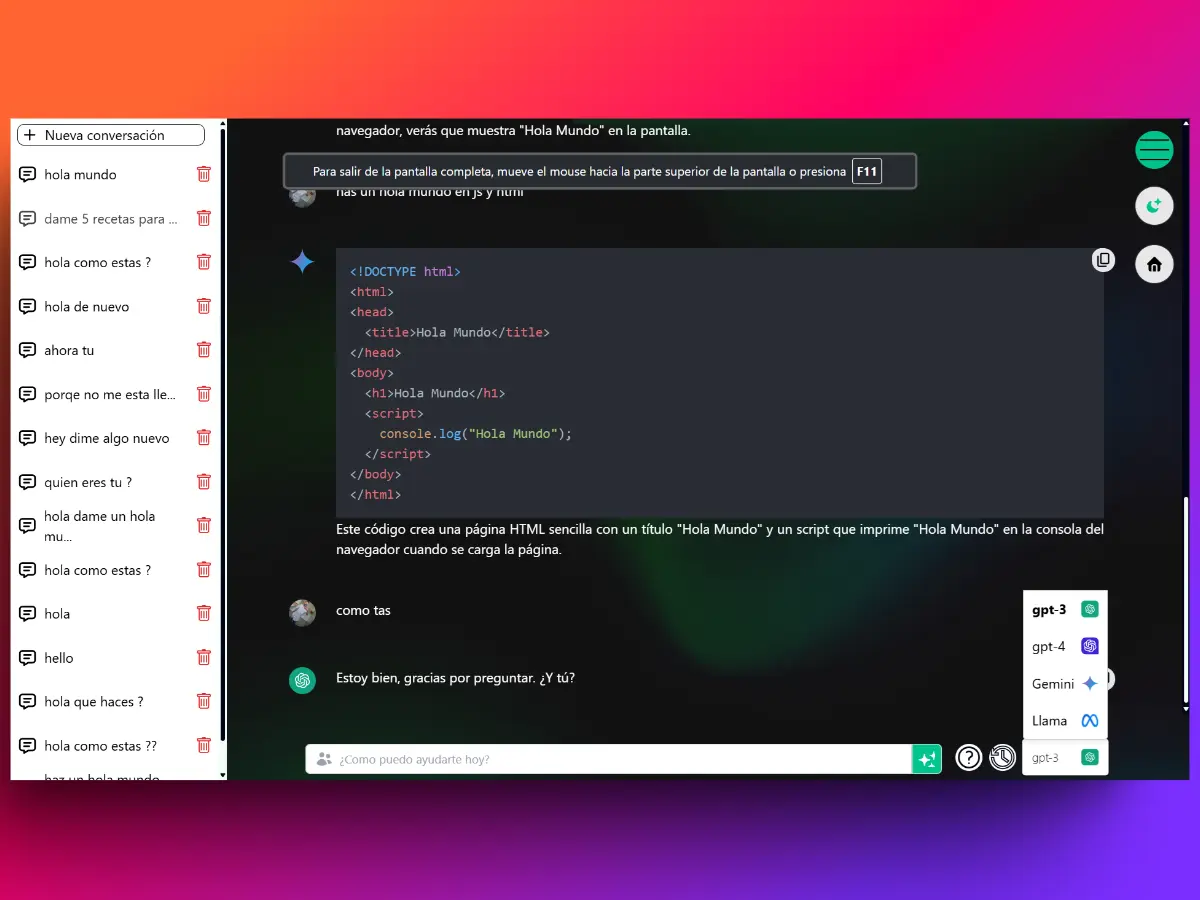 Nueva conversación
hola mundo
dame 5 recetas para ...
hola como estas ?
hola de nuevo
ahora tu
porqe no me esta lle...
hey dime algo nuevo
quien eres tu ?
hola dame un hola
mu...
hola como estas ?
hola
hello
hola que haces ?
hola como estas ??
haz un hola mundo
navegador, verás que muestra "Hola Mundo" en la pantalla.
Para salir de la pantalla completa, mueve el mouse hacia la parte superior de la pantalla o presiona F11
has un hola mundo en js y html
<!DOCTYPE html>
<html>
<head>
<title>Hola Mundo</title>
</head>
<body>
<h1>Hola Mundo</h1>
<script>
console.log("Hola Mundo");
</script>
</body>
</html>
Este código crea una página HTML sencilla con un título "Hola Mundo" y un script que imprime "Hola Mundo" en la consola del
navegador cuando se carga la página.
como tas
Estoy bien, gracias por preguntar. ¿Y tú?
gpt-3
gpt-4
Gemini
Llama
¿Como puedo ayudarte hoy?
gpt-3